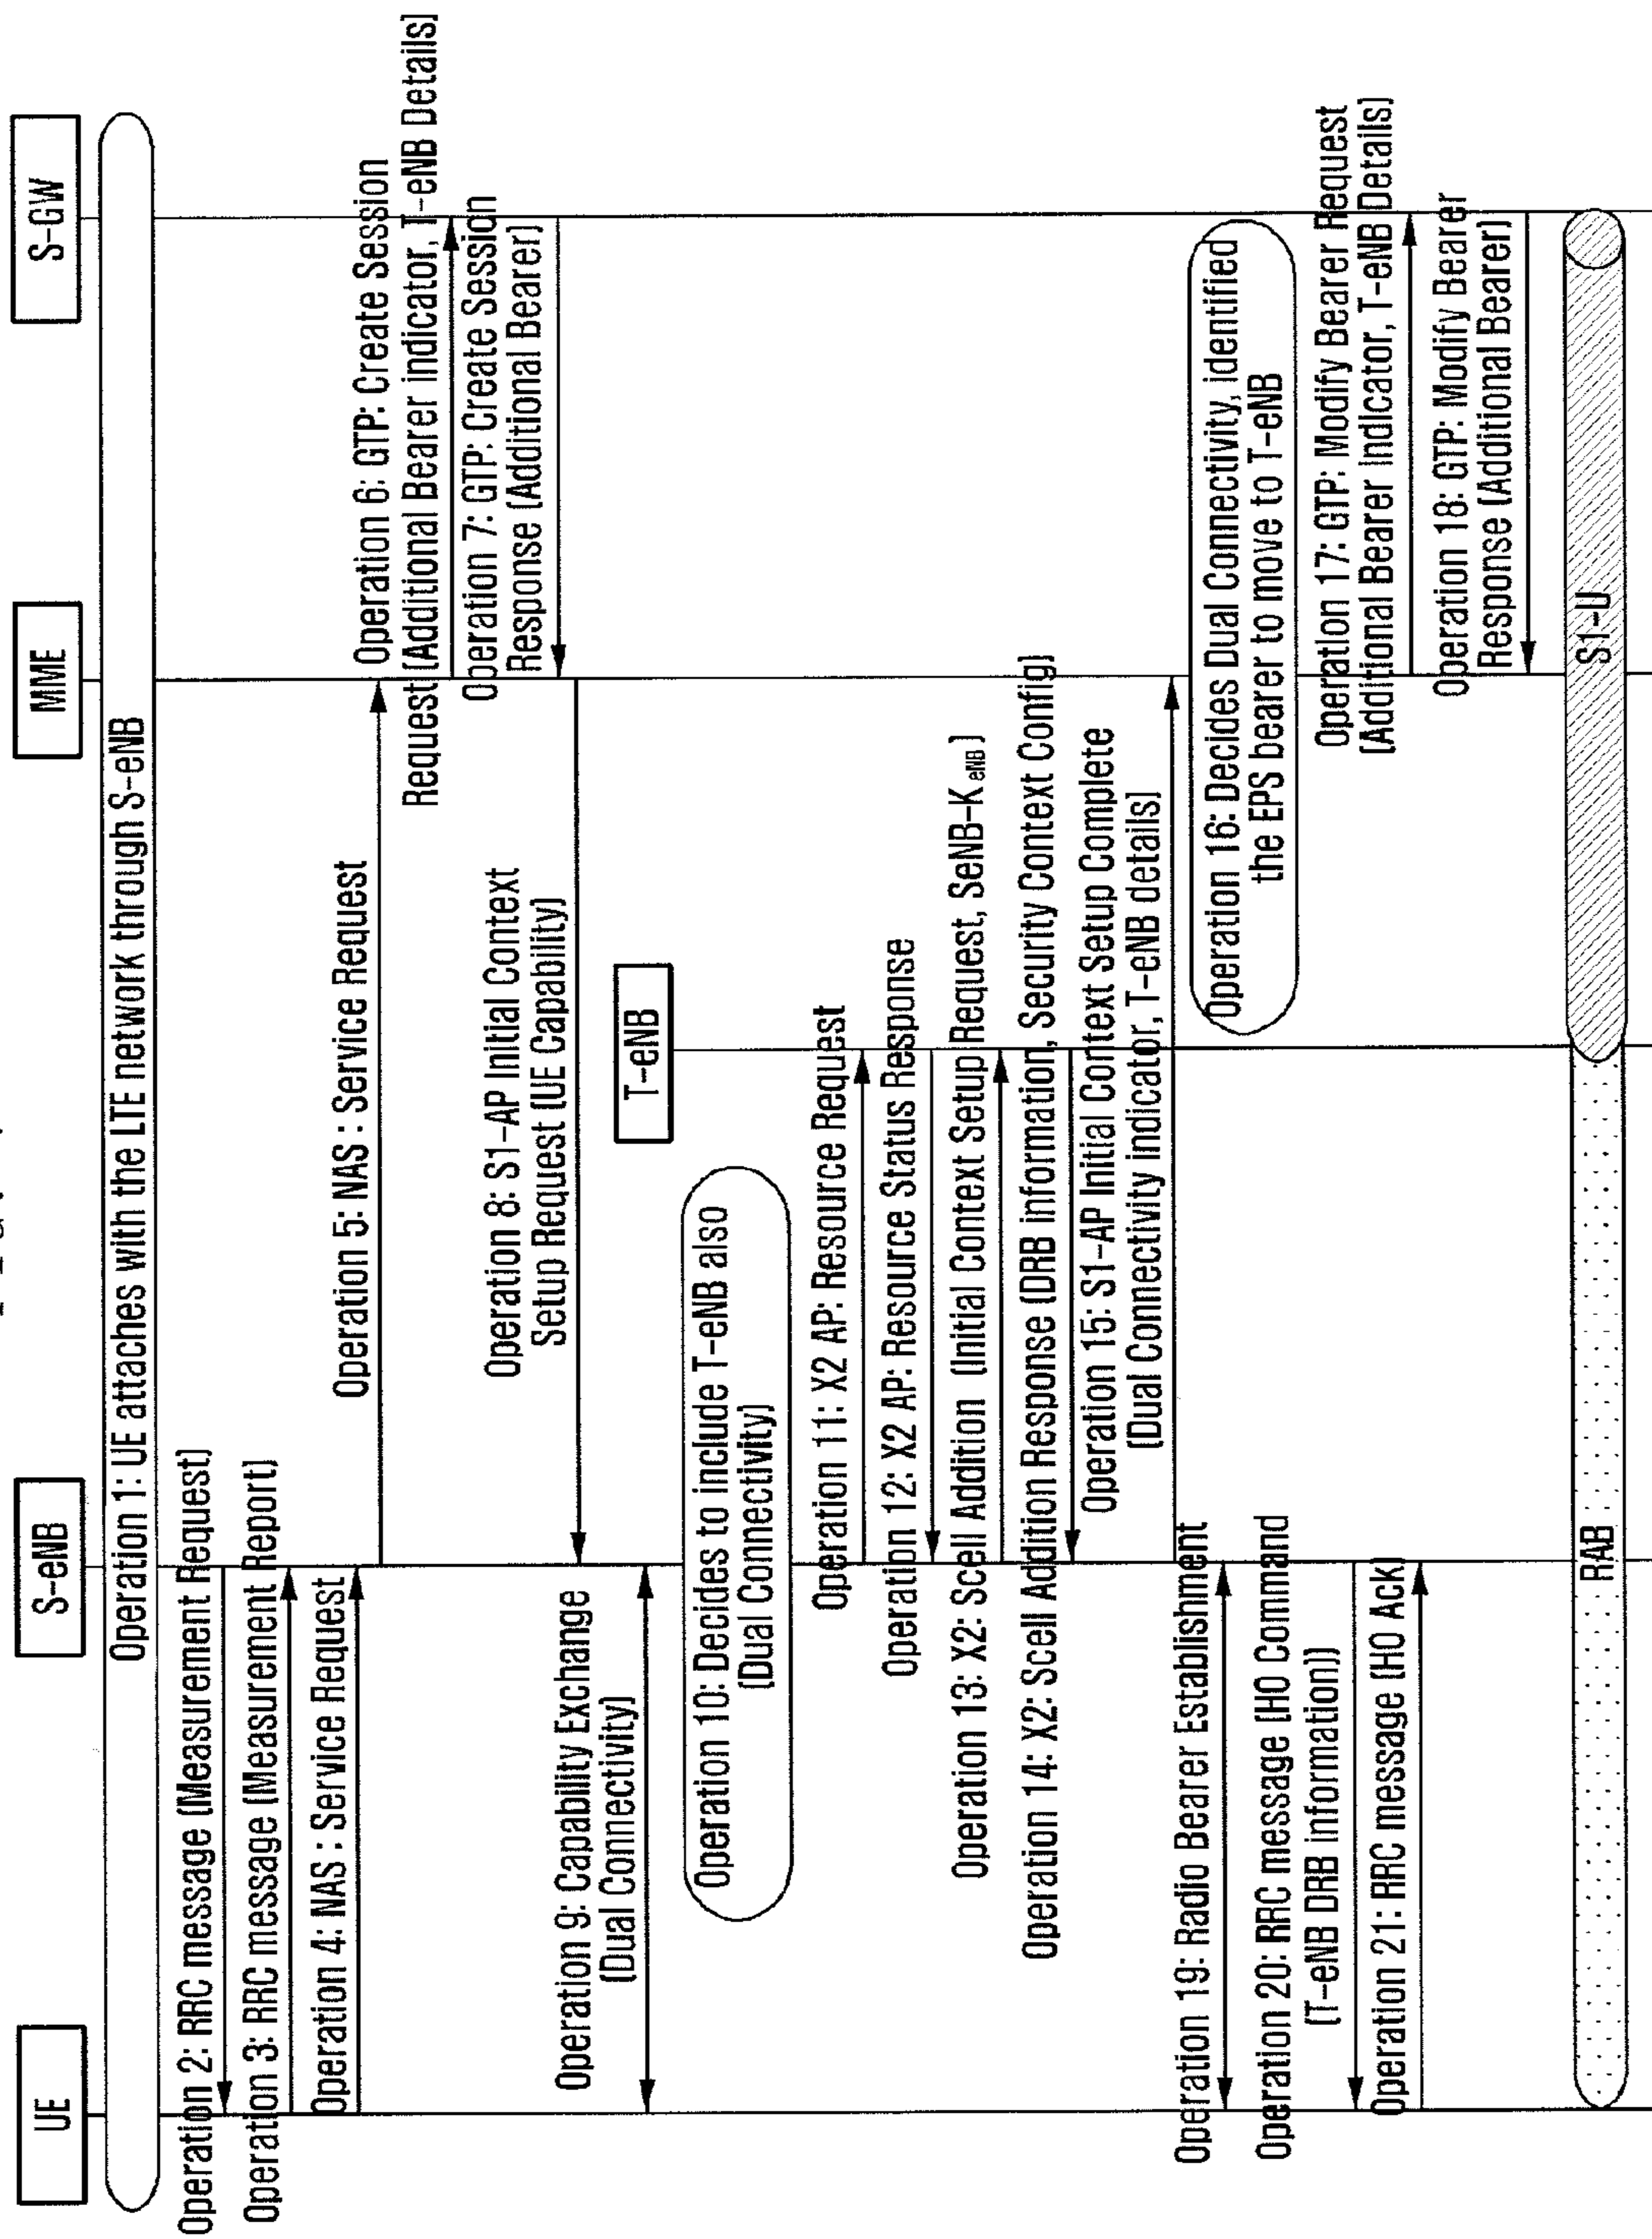 UE
S-eNB
MME
S-GW
Operation 1: UE attaches with the LTE network through S-eNB
Operation 2: RRC message (Measurement Request)
Operation 3: RRC message (Measurement Report)
Operation 4: NAS : Service Request
Operation 5: NAS : Service Request
Operation 6: GTP: Create Session
Request (Additional Bearer indicator, T-eNB Details)
Operation 7: GTP: Create Session
Response (Additional Bearer)
Operation 8: S1-AP Initial Context
Setup Request (UE Capability)
Operation 9: Capability Exchange
(Dual Connectivity)
T-eNB
Operation 10: Decides to include T-eNB also
(Dual Connectivity)
Operation 11: X2 AP: Resource Request
Operation 12: X2 AP: Resource Status Response
Operation 13: X2: Scell Addition (Initial Context Setup Request, SeNB-KeNB)
Operation 14: X2: Scell Addition Response (DRB information, Security Context Config)
Operation 15: S1-AP Initial Context Setup Complete
(Dual Connectivity indicator, T-eNB details)
Operation 16: Decides Dual Connectivity, identified
the EPS bearer to move to T-eNB
Operation 17: GTP: Modify Bearer Request
(Additional Bearer Indicator, T-eNB Details)
Operation 18: GTP: Modify Bearer
Response (Additional Bearer)
Operation 19: Radio Bearer Establishment
Operation 20: RRC message (HO Command
(T-eNB DRB information))
Operation 21: RRC message (HO Ack)
RAB
S1-U